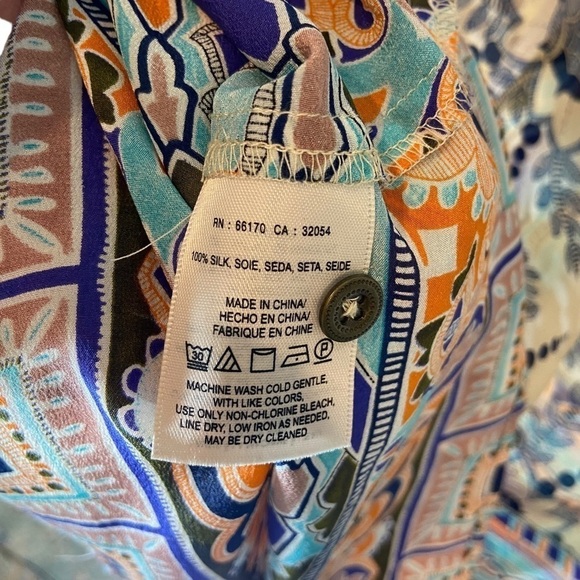 RN : 66170 CA : 32054
100% SILK, SOIE, SEDA, SETA, SEIDE
MADE IN CHINA/
HECHO EN CHINA/
FABRIQUE EN CHINE
30 P
MACHINE WASH COLD GENTLE,
WITH LIKE COLORS,
USE ONLY NON-CHLORINE BLEACH,
LINE DRY, LOW IRON AS NEEDED,
MAY BE DRY CLEANED